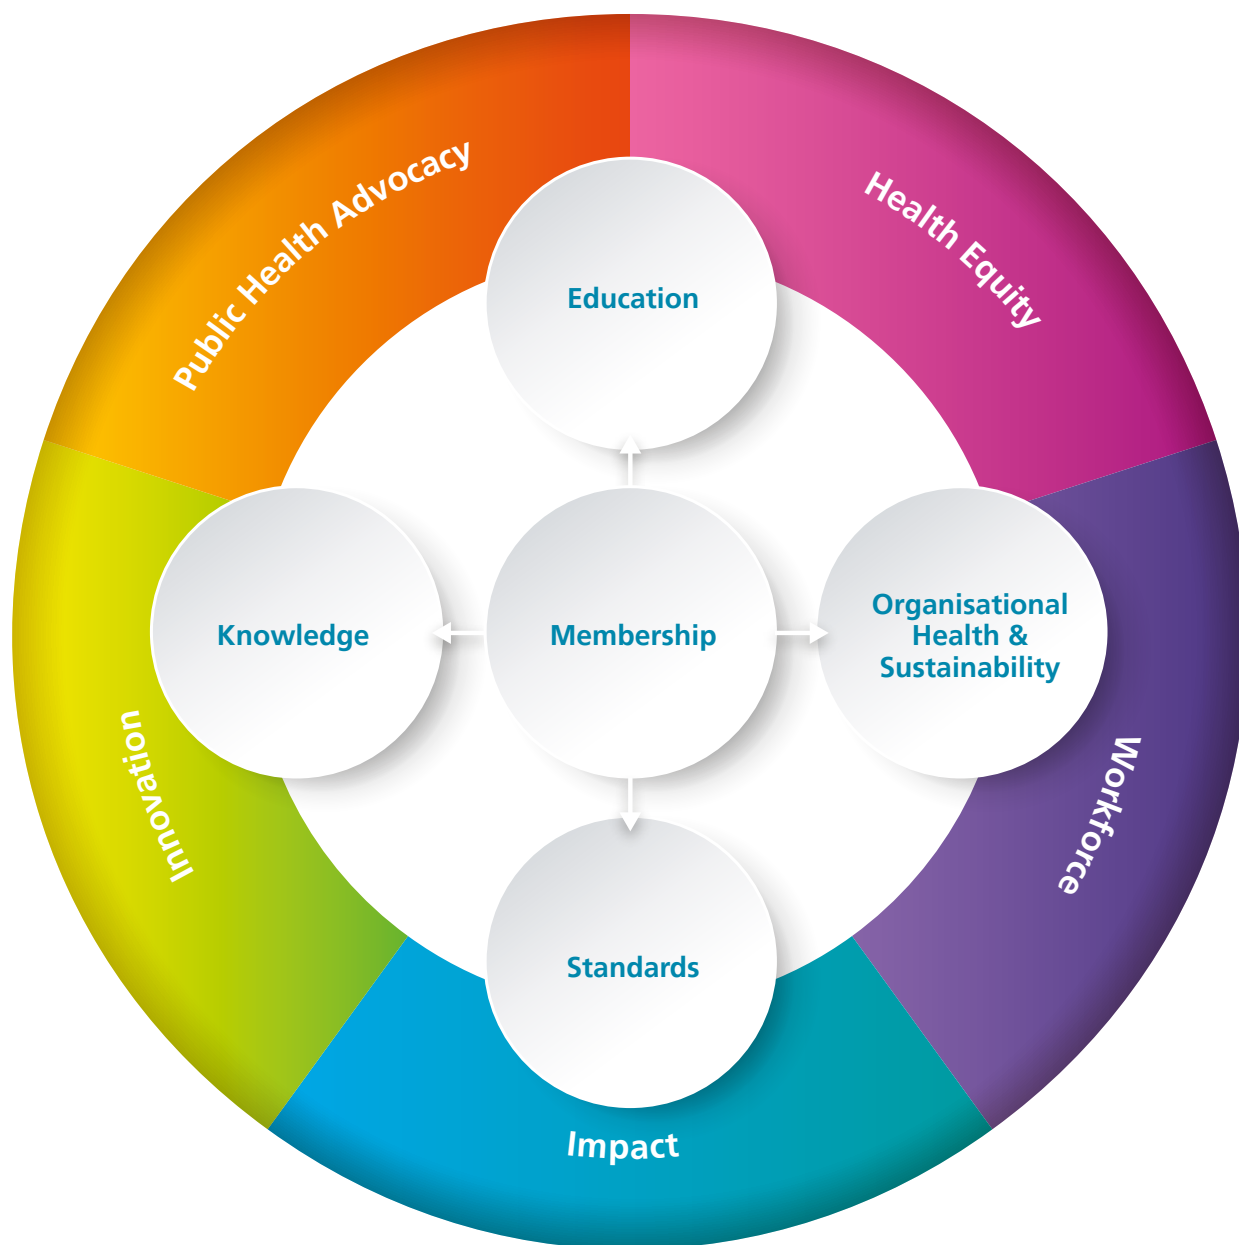 Public Health Advocacy
Health Equity
Education
Knowledge
Membership
Organisational
Health &
Sustainability
Innovation
Workforce
Standards
Impact